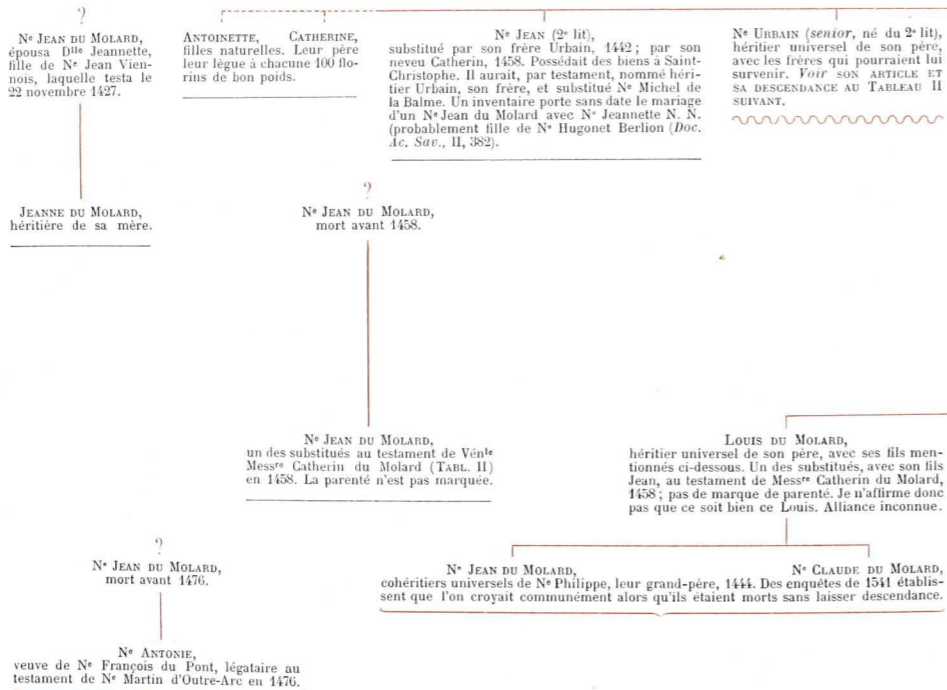 ?
Nᵉ JEAN DU MOLARD,
épousa Dˡˡᵉ Jeannette,
fille de Nᵉ Jean Vien-
nois, laquelle testa le
22 novembre 1427.
JEANNE DU MOLARD,
héritière de sa mère.
ANTOINETTE, CATHERINE,
filles naturelles. Leur père
leur lègue à chacune 100 flo-
rins de bon poids.
Nᵉ JEAN (2ᵉ lit),
substitué par son frère Urbain, 1442 ; par son
neveu Catherin, 1458. Possédait des biens à Saint-
Christophe. Il aurait, par testament, nommé héri-
tier Urbain, son frère, et substitué Nᵉ Michel de
la Balme. Un inventaire porte sans date le mariage
d'un Nᵉ Jean du Molard avec Nᵉ Jeannette N. N.
(probablement fille de Nᵉ Hugonet Berlion (Doc.
Ac. Sav., II, 382).
Nᵉ URBAIN (senior, né du 2ᵉ lit),
héritier universel de son père,
avec les frères qui pourraient lui
survenir. Voir SON ARTICLE ET
SA DESCENDANCE AU TABLEAU II
SUIVANT.
?
Nᵉ JEAN DU MOLARD,
mort avant 1458.
Nᵉ JEAN DU MOLARD,
un des substitués au testament de Vénˡᵉ
Messʳᵉ Catherin du Molard (TABL. II)
en 1458. La parenté n'est pas marquée.
LOUIS DU MOLARD,
héritier universel de son père, avec ses fils men-
tionnés ci-dessous. Un des substitués, avec son fils
Jean, au testament de Messʳᵉ Catherin du Molard,
1458 ; pas de marque de parenté. Je n'affirme donc
pas que ce soit bien ce Louis. Alliance inconnue.
?
Nᵉ JEAN DU MOLARD,
mort avant 1476.
Nᵉ ANTONIE,
veuve de Nᵉ François du Pont, légataire au
testament de Nᵉ Martin d'Outre-Arc en 1476.
Nᵉ JEAN DU MOLARD, Nᵉ CLAUDE DU MOLARD,
cohéritiers universels de Nᵉ Philippe, leur grand-père, 1444. Des enquêtes de 1541 établis-
sent que l'on croyait communément alors qu'ils étaient morts sans laisser descendance.